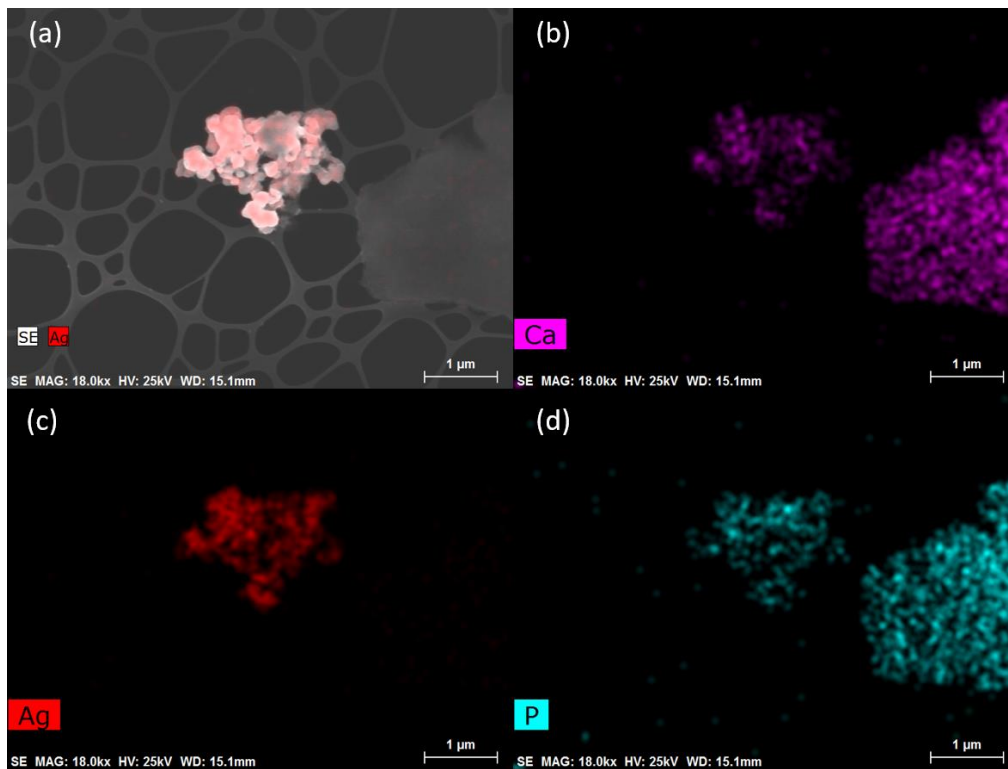 (a)
SE Ag
SE MAG: 18.0kx HV: 25kV WD: 15.1mm
1 µm
(b)
Ca
SE MAG: 18.0kx HV: 25kV WD: 15.1mm
1 µm
(c)
Ag
SE MAG: 18.0kx HV: 25kV WD: 15.1mm
1 µm
(d)
P
SE MAG: 18.0kx HV: 25kV WD: 15.1mm
1 µm